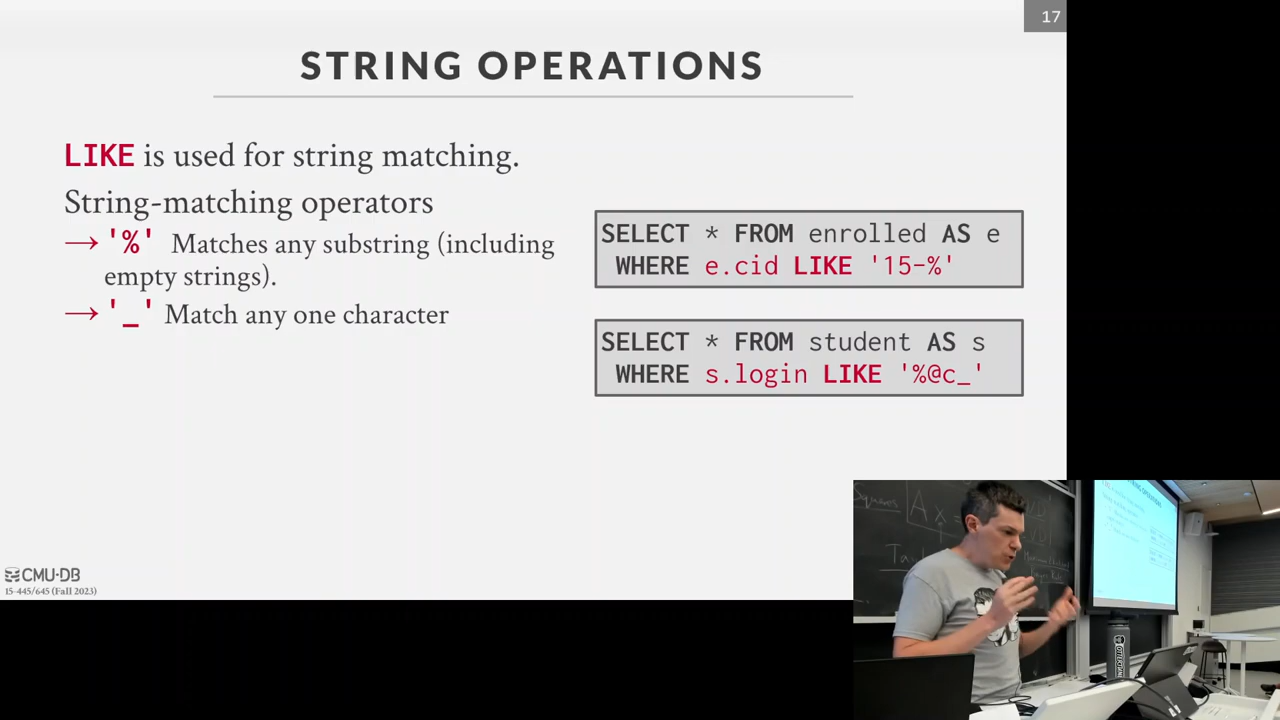 17
STRING OPERATIONS
LIKE is used for string matching.
String-matching operators
→ '%' Matches any substring (including
empty strings).
→ '_' Match any one character
SELECT * FROM enrolled AS e
WHERE e.cid LIKE '15-%'
SELECT * FROM student AS s
WHERE s.login LIKE '%@c_'
CMU·DB
15-445/645 (Fall 2023)